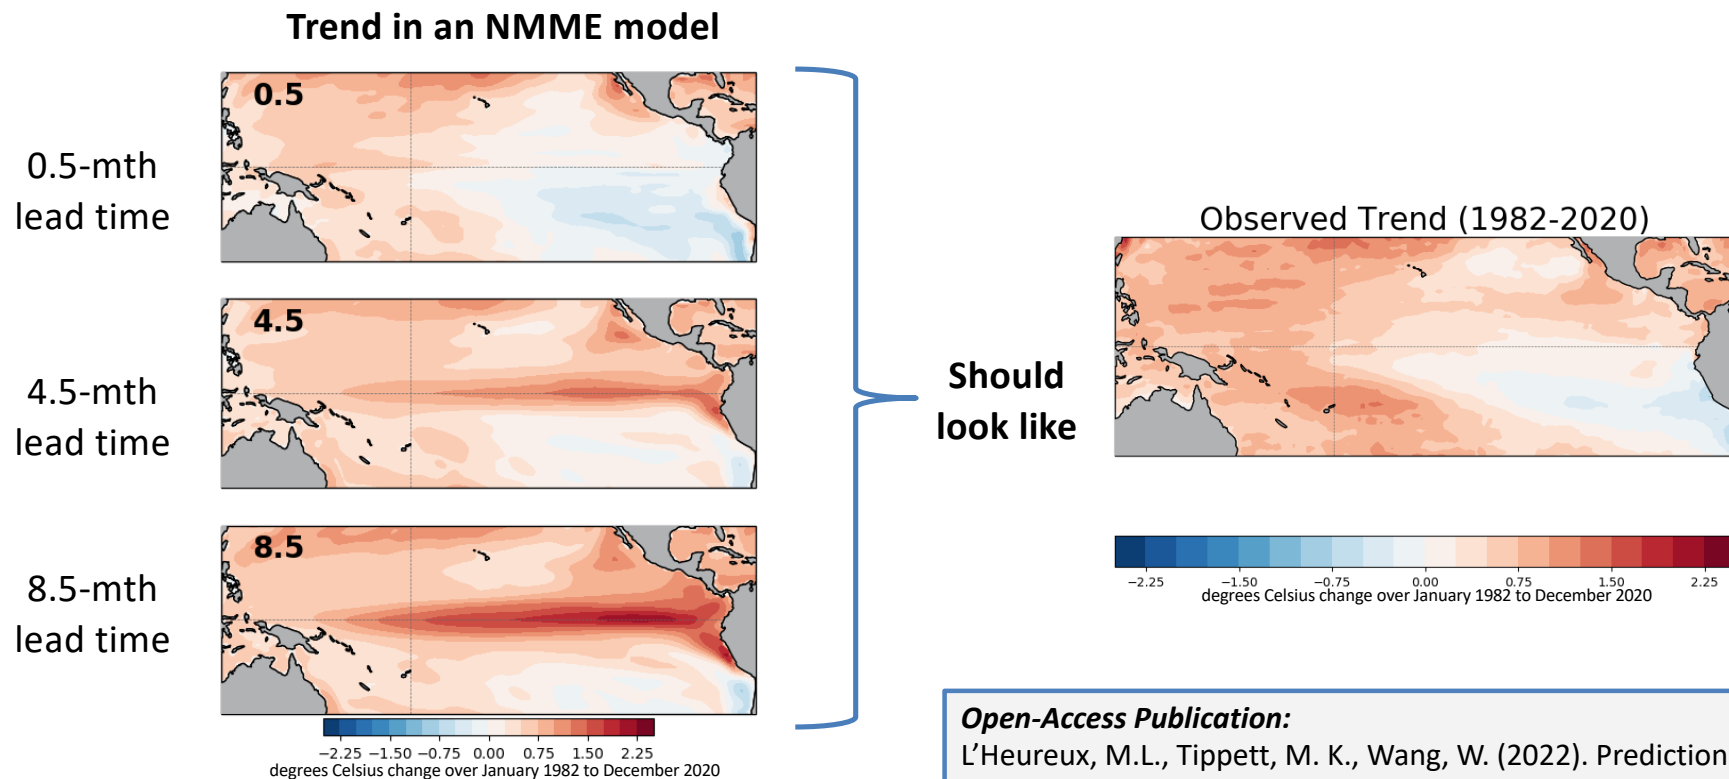 Trend in an NMME model
0.5-mth
lead time
0.5
4.5-mth
lead time
4.5
8.5-mth
lead time
8.5
−2.25 −1.50 −0.75 0.00 0.75 1.50 2.25
degrees Celsius change over January 1982 to December 2020
Should
look like
Observed Trend (1982-2020)
−2.25 −1.50 −0.75 0.00 0.75 1.50 2.25
degrees Celsius change over January 1982 to December 2020
Open-Access Publication:
L’Heureux, M.L., Tippett, M. K., Wang, W. (2022). Prediction